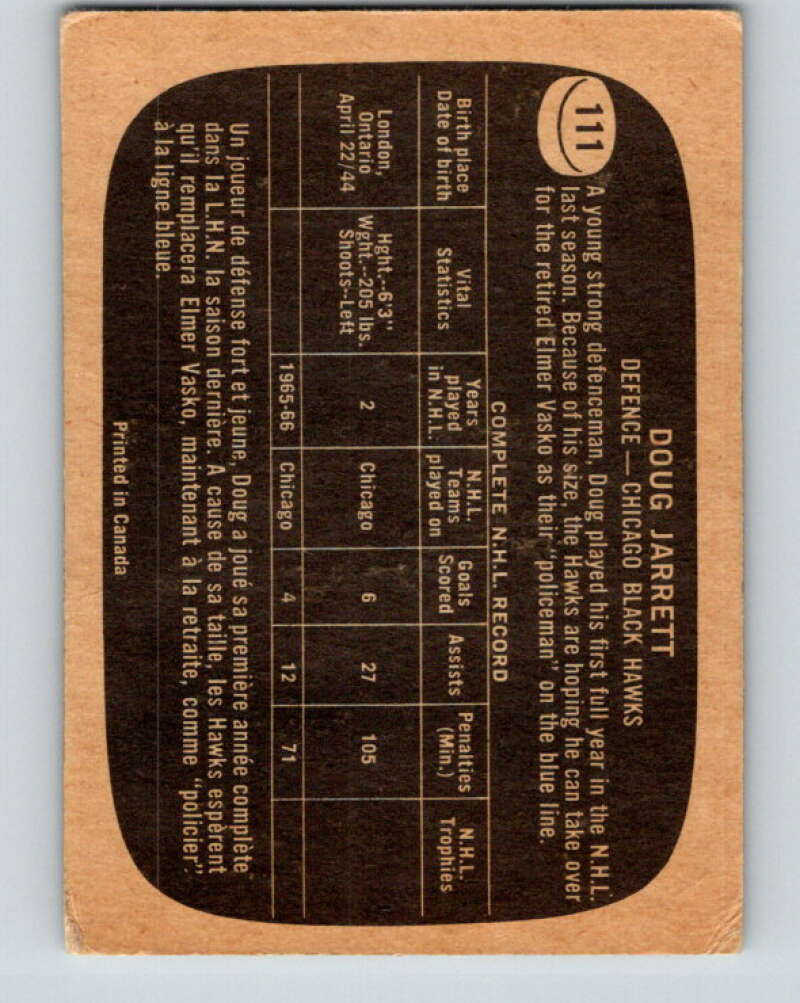 DOUG JARRETT
DEFENCE — CHICAGO BLACK HAWKS
111
A young strong defenceman, Doug played his first full year in the N.H.L.
last season. Because of his size, the Hawks are hoping he can take over
for the retired Elmer Vasko as their "policeman" on the blue line.
COMPLETE N.H.L. RECORD
Birth place Vital Years N.H.L. Goals Assists Penalties N.H.L.
Date of birth Statistics played Teams Scored (Min.) Trophies
in N.H.L. played on
London, Hght.--6'3" 2 Chicago 6 27 105
Ontario Wght.--205 lbs.
April 22/44 Shoots--Left
1965-66 Chicago 4 12 71
Un joueur de défense fort et jeune, Doug a joué sa première année complète
dans la L.H.N. la saison dernière. A cause de sa taille, les Hawks espèrent
qu'il remplacera Elmer Vasko, maintenant à la retraite, comme "policier"
à la ligne bleue.
Printed in Canada